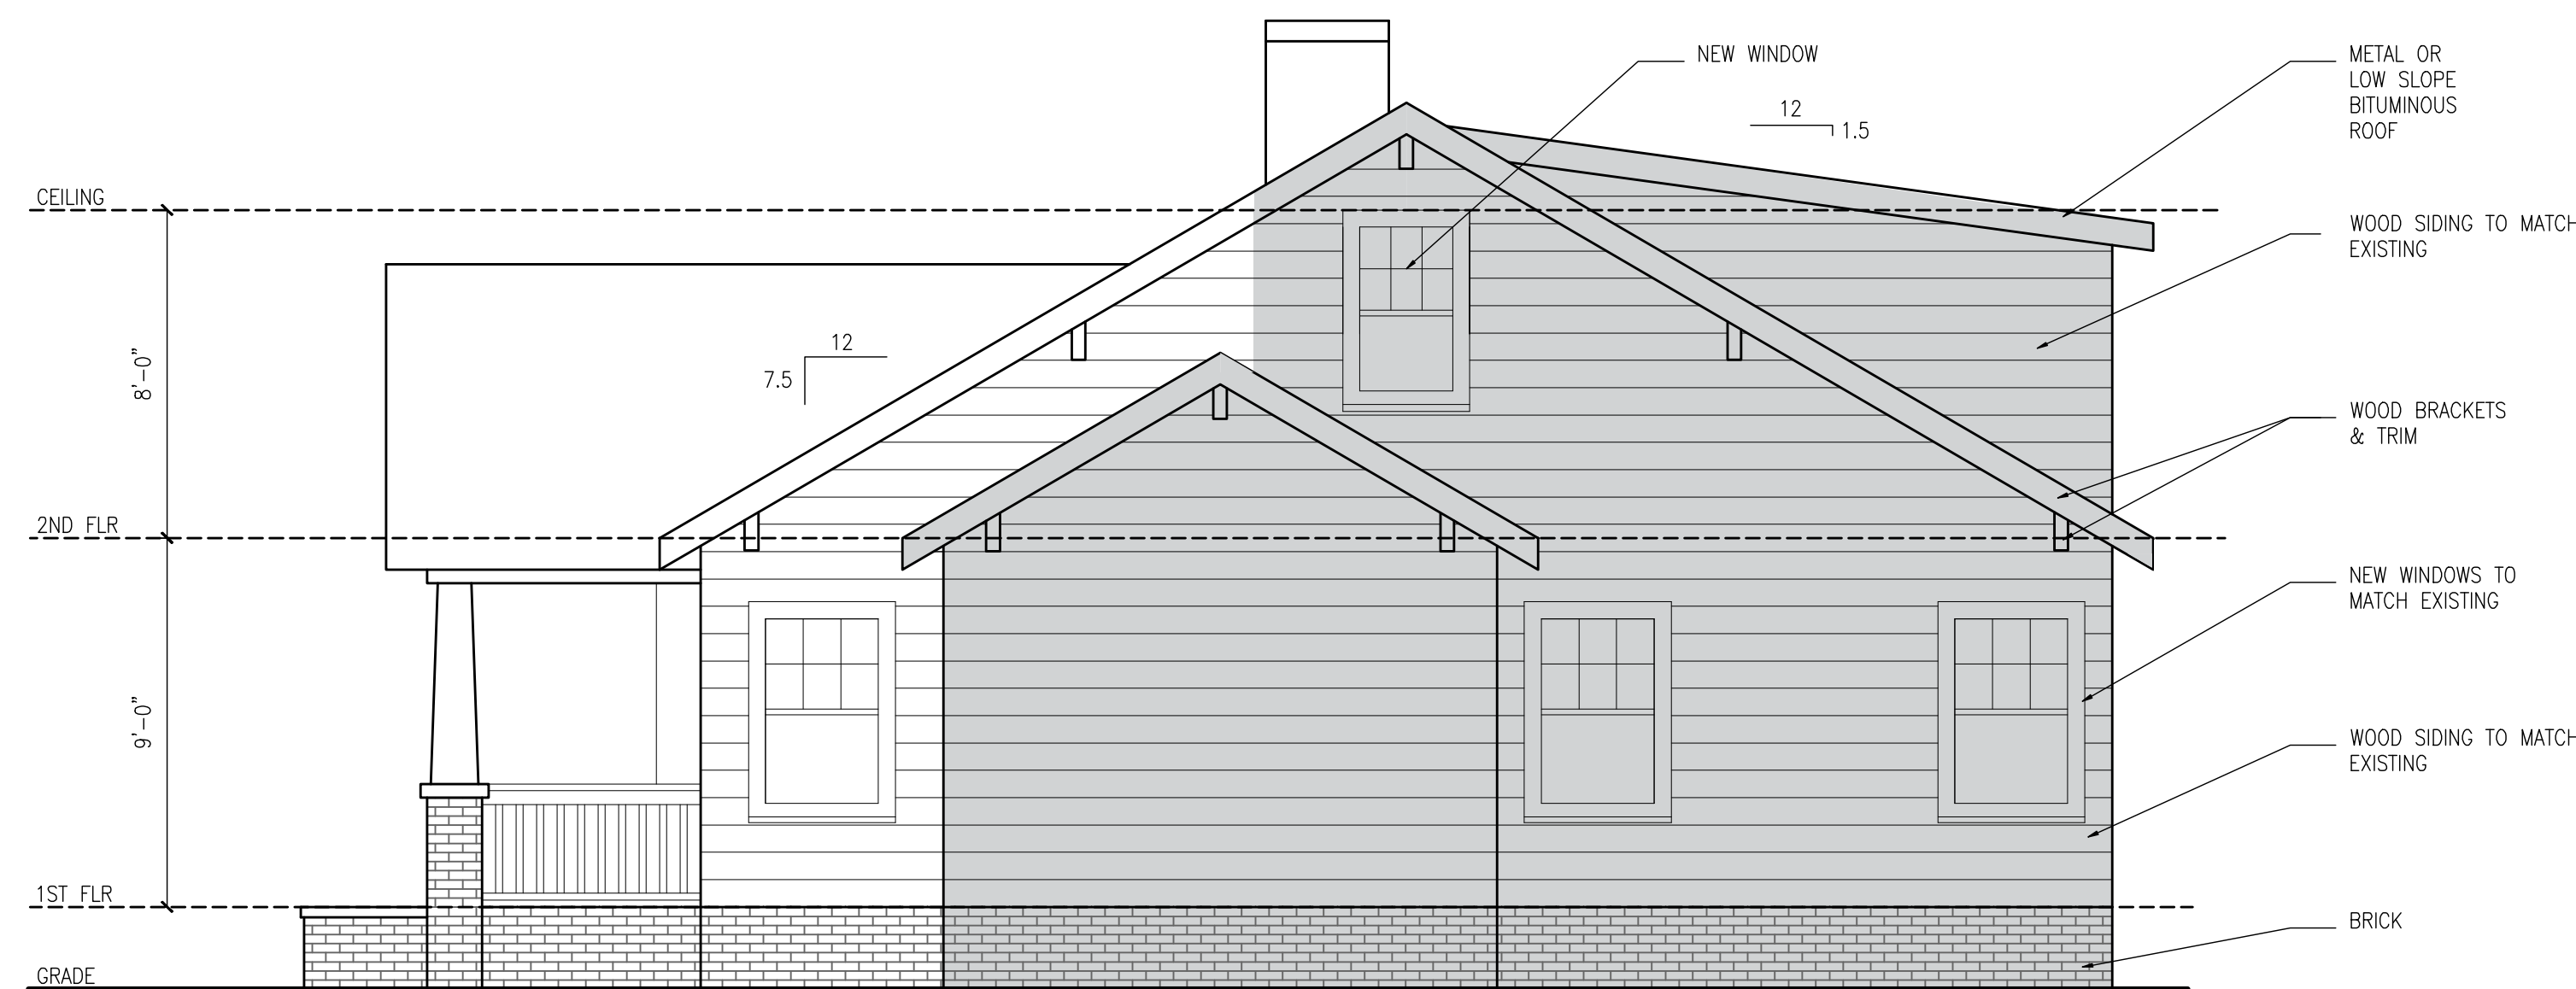 NEW WINDOW
METAL OR
LOW SLOPE
BITUMINOUS
ROOF
12
1.5
CEILING
WOOD SIDING TO MATCH
EXISTING
12
7.5
8'-0"
WOOD BRACKETS
& TRIM
2ND FLR
NEW WINDOWS TO
MATCH EXISTING
9'-0"
WOOD SIDING TO MATCH
EXISTING
1ST FLR
BRICK
GRADE